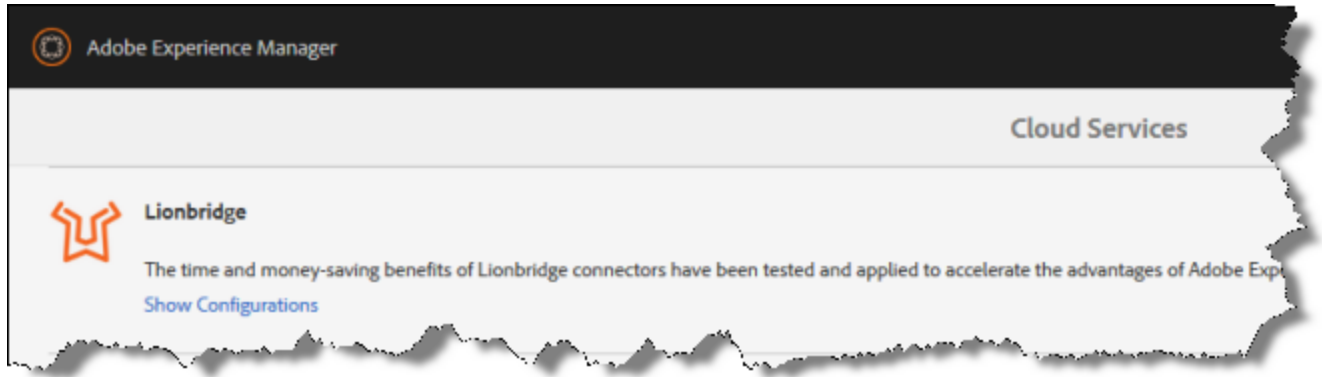 Adobe Experience Manager
Cloud Services
Lionbridge
The time and money-saving benefits of Lionbridge connectors have been tested and applied to accelerate the advantages of Adobe
Show Configurations